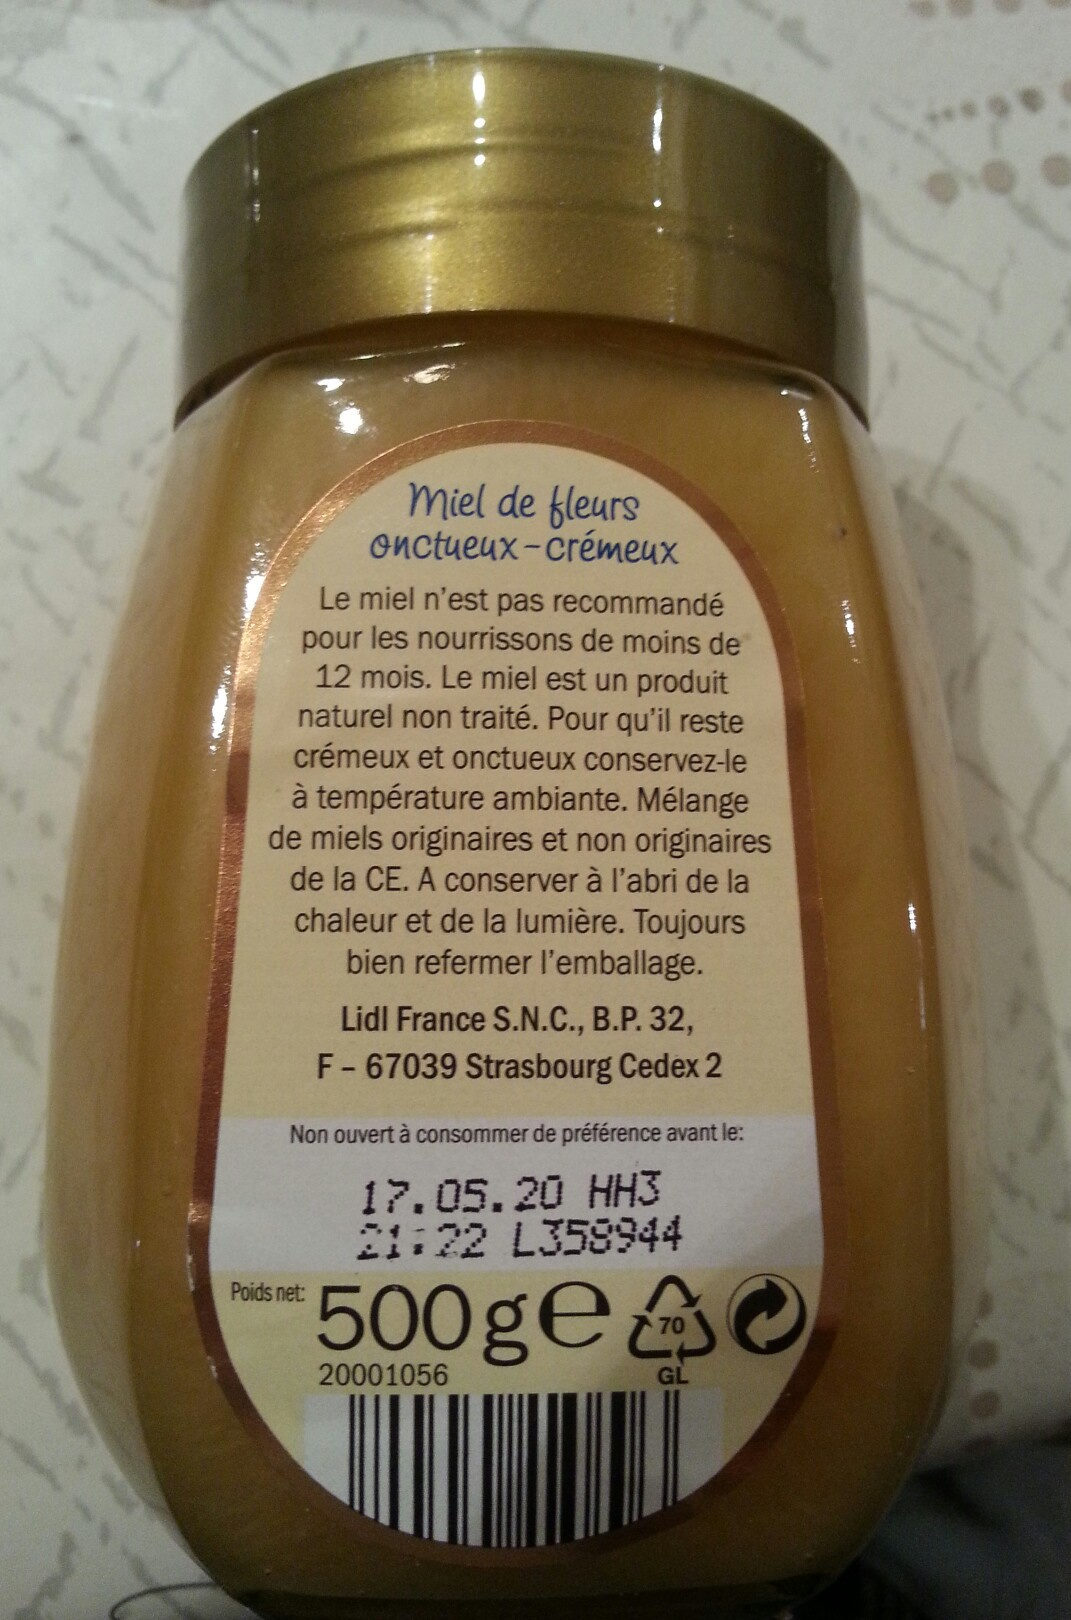 Miel de fleurs
onctueux-crémeux
Le miel n'est pas recommandé
pour les nourrissons de moins de
12 mois. Le miel est un produit
naturel non traité. Pour qu'il reste
crémeux et onctueux conservez-le
à température ambiante. Mélange
de miels originaires et non originaires
de la CE. A conserver à l'abri de la
chaleur et de la lumière. Toujours
bien refermer l'emballage.
Lidl France S.N.C., B.P. 32,
F – 67039 Strasbourg Cedex 2
Non ouvert à consommer de préférence avant le:
17.05.20 HH3
21:22 L358944
Poids net: 500 g e
70
GL
20001056